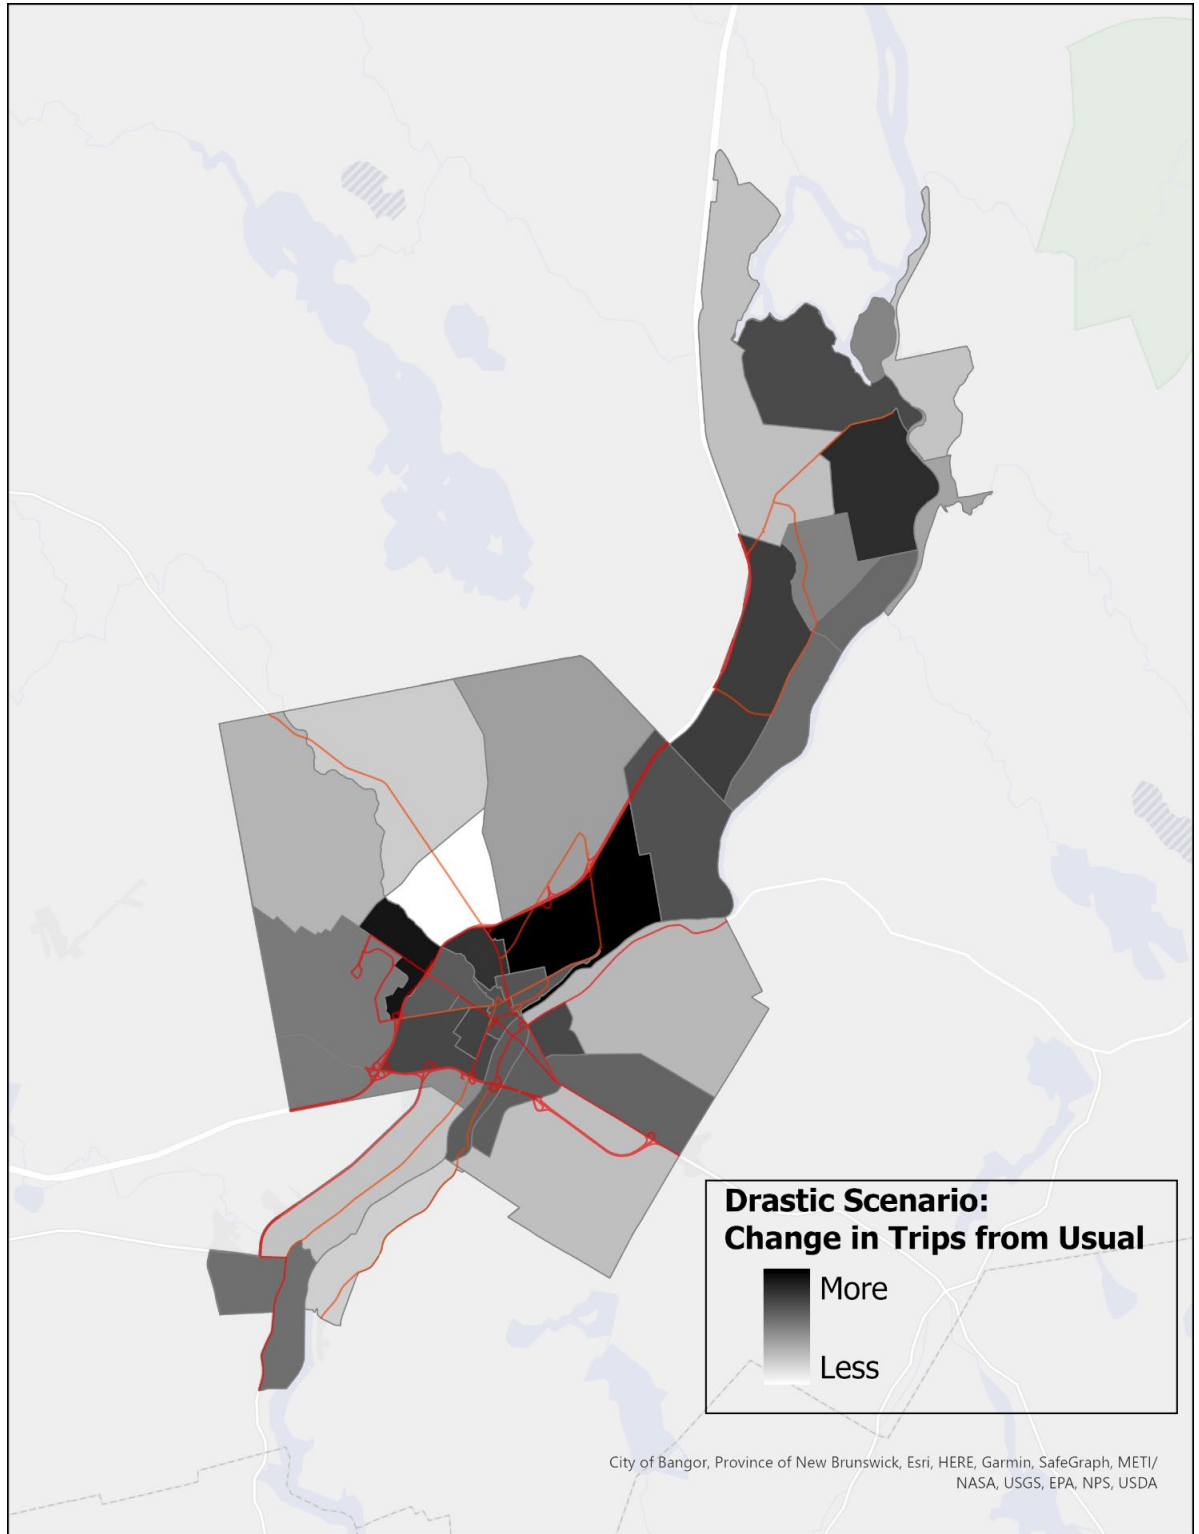 Drastic Scenario:
Change in Trips from Usual
More
Less
City of Bangor, Province of New Brunswick, Esri, HERE, Garmin, SafeGraph, METI/
NASA, USGS, EPA, NPS, USDA